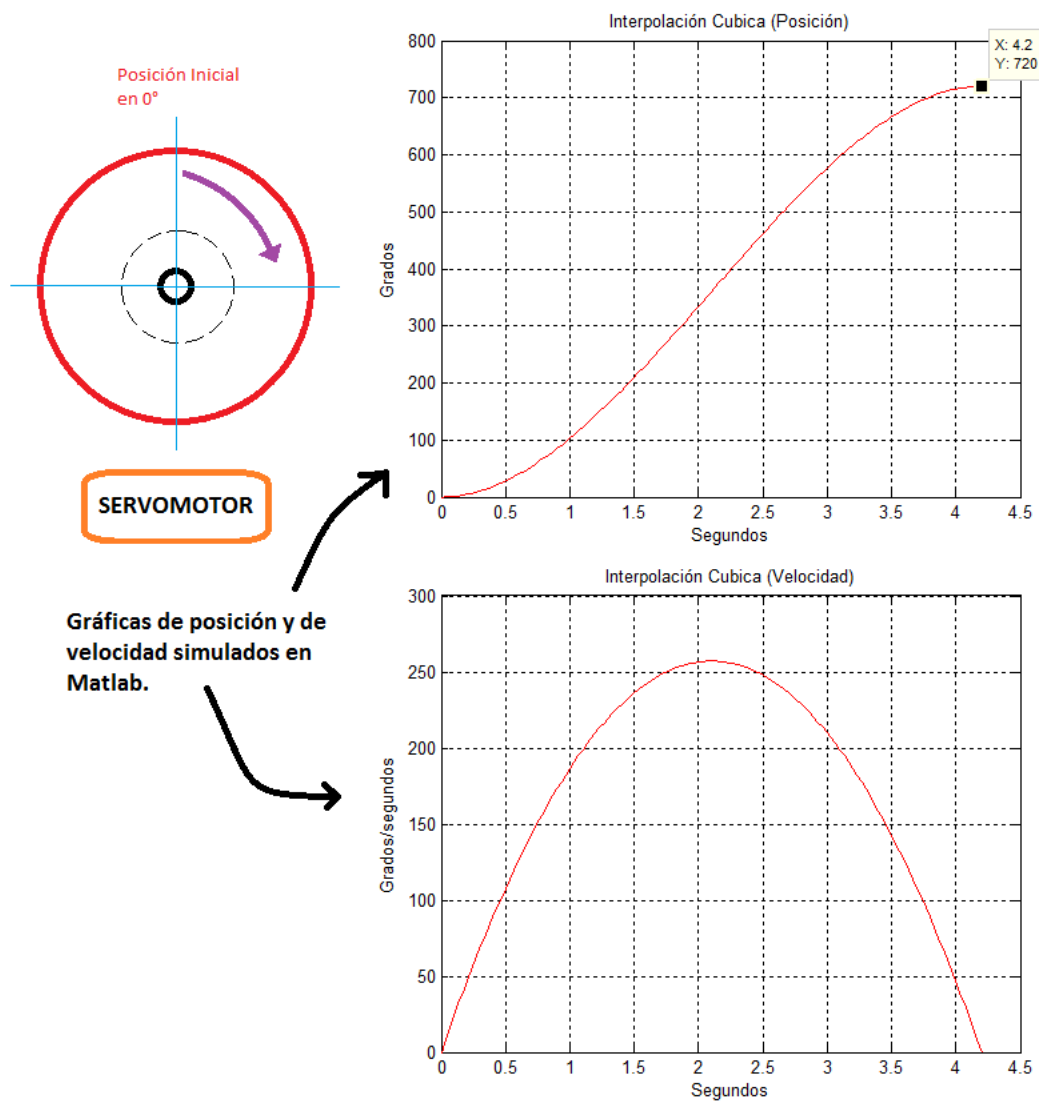 Posición Inicial
en 0°
SERVOMOTOR
Gráficas de posición y de
velocidad simulados en
Matlab.
Interpolación Cubica (Posición)
X: 4.2
Y: 720
800
700
600
500
400
300
200
100
0
Grados
0 0.5 1 1.5 2 2.5 3 3.5 4 4.5
Segundos
Interpolación Cubica (Velocidad)
300
250
200
150
100
50
0
Grados/segundos
0 0.5 1 1.5 2 2.5 3 3.5 4 4.5
Segundos